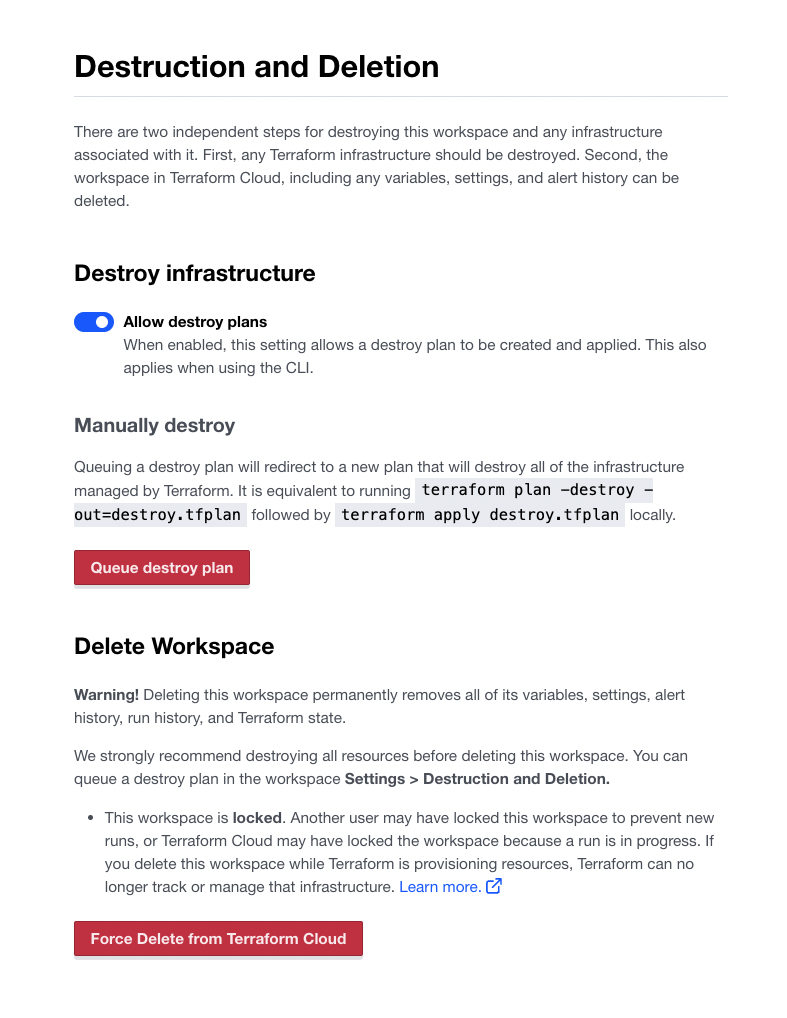 Destruction and Deletion
There are two independent steps for destroying this workspace and any infrastructure
associated with it. First, any Terraform infrastructure should be destroyed. Second, the
workspace in Terraform Cloud, including any variables, settings, and alert history can be
deleted.
Destroy infrastructure
Allow destroy plans
When enabled, this setting allows a destroy plan to be created and applied. This also
applies when using the CLI.
Manually destroy
Queuing a destroy plan will redirect to a new plan that will destroy all of the infrastructure
managed by Terraform. It is equivalent to running terraform plan -destroy -
out=destroy.tfplan followed by terraform apply destroy.tfplan locally.
Queue destroy plan
Delete Workspace
Warning! Deleting this workspace permanently removes all of its variables, settings, alert
history, run history, and Terraform state.
We strongly recommend destroying all resources before deleting this workspace. You can
queue a destroy plan in the workspace Settings > Destruction and Deletion.
• This workspace is locked. Another user may have locked this workspace to prevent new
runs, or Terraform Cloud may have locked the workspace because a run is in progress. If
you delete this workspace while Terraform is provisioning resources, Terraform can no
longer track or manage that infrastructure. Learn more.
Force Delete from Terraform Cloud